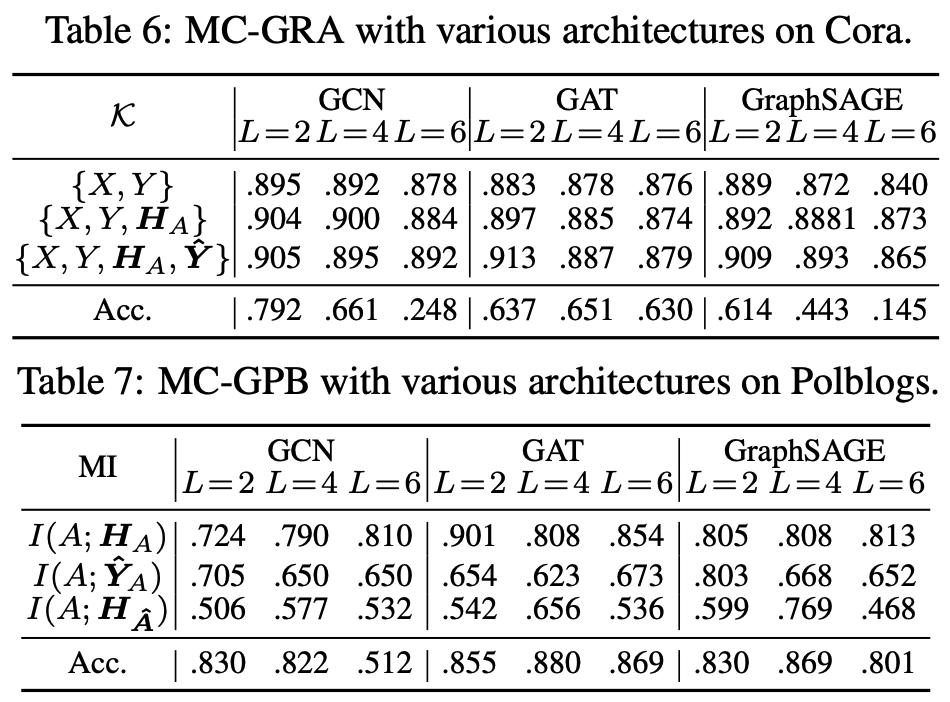 Table 6: MC-GRA with various architectures on Cora.
𝒦 GCN GAT GraphSAGE
L=2 L=4 L=6 L=2 L=4 L=6 L=2 L=4 L=6
{X, Y} .895 .892 .878 .883 .878 .876 .889 .872 .840
{X, Y, H_A} .904 .900 .884 .897 .885 .874 .892 .8881 .873
{X, Y, H_A, Ŷ} .905 .895 .892 .913 .887 .879 .909 .893 .865
Acc. .792 .661 .248 .637 .651 .630 .614 .443 .145
Table 7: MC-GPB with various architectures on Polblogs.
MI GCN GAT GraphSAGE
L=2 L=4 L=6 L=2 L=4 L=6 L=2 L=4 L=6
I(A; H_A) .724 .790 .810 .901 .808 .854 .805 .808 .813
I(A; Ŷ_A) .705 .650 .650 .654 .623 .673 .803 .668 .652
I(A; H_Â) .506 .577 .532 .542 .656 .536 .599 .769 .468
Acc. .830 .822 .512 .855 .880 .869 .830 .869 .801